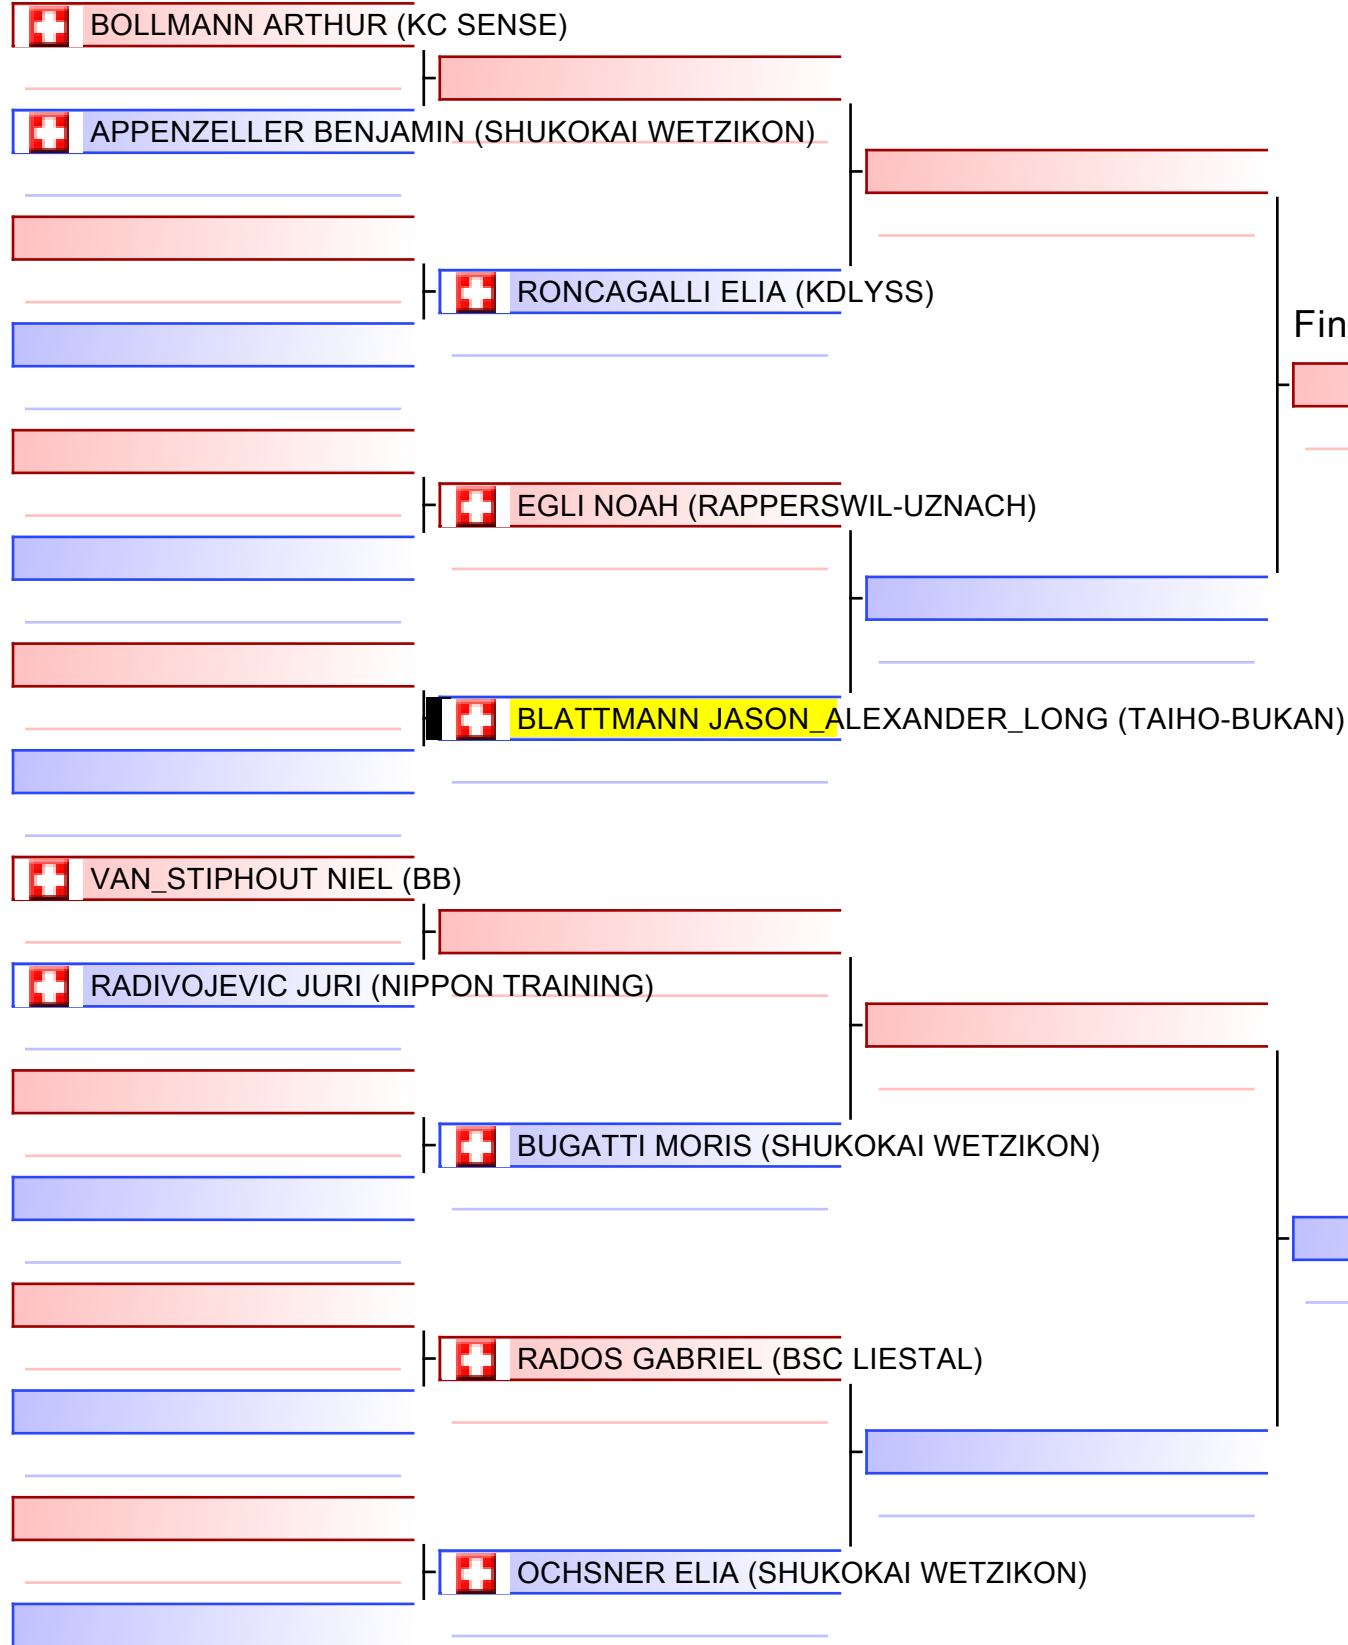 BOLLMANN ARTHUR (KC SENSE)
APPENZELLER BENJAMIN (SHUKOKAI WETZIKON)
RONCAGALLI ELIA (KDLYSS)
Fin
EGLI NOAH (RAPPERSWIL-UZNACH)
BLATTMANN JASON_ALEXANDER_LONG (TAIHO-BUKAN)
VAN_STIPHOUT NIEL (BB)
RADIVOJEVIC JURI (NIPPON TRAINING)
BUGATTI MORIS (SHUKOKAI WETZIKON)
RADOS GABRIEL (BSC LIESTAL)
OCHSNER ELIA (SHUKOKAI WETZIKON)